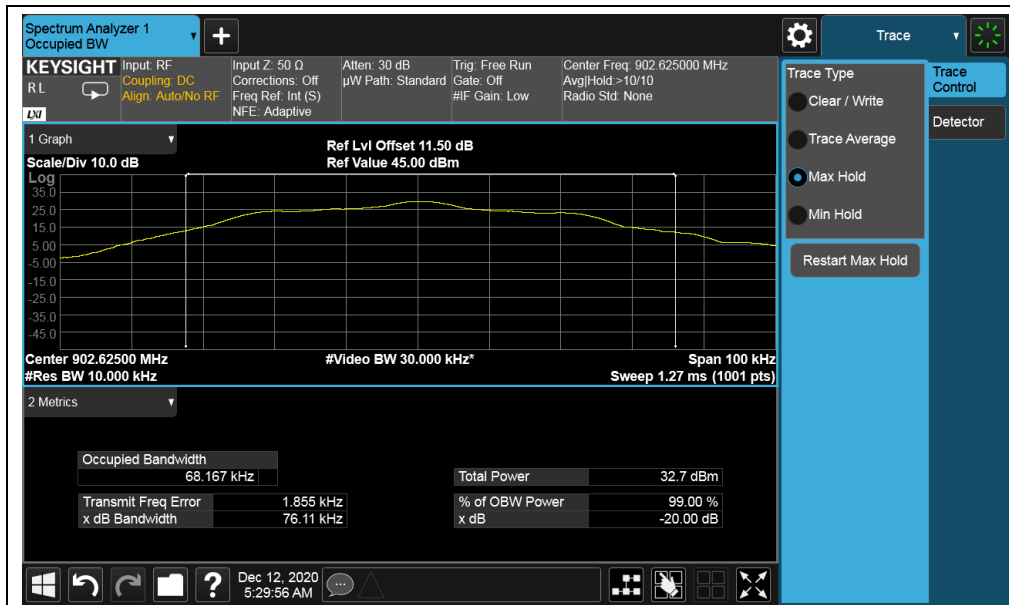 Spectrum Analyzer 1
Occupied BW
+
Trace
KEYSIGHT
RL
LXI
Input: RF
Coupling: DC
Align: Auto/No RF
Input Z: 50 Ω
Corrections: Off
Freq Ref: Int (S)
NFE: Adaptive
Atten: 30 dB
µW Path: Standard
Trig: Free Run
Gate: Off
#IF Gain: Low
Center Freq: 902.625000 MHz
Avg|Hold:>10/10
Radio Std: None
Trace Type
Clear / Write
Trace Average
Max Hold
Min Hold
Restart Max Hold
Trace Control
Detector
1 Graph
Scale/Div 10.0 dB
Ref Lvl Offset 11.50 dB
Ref Value 45.00 dBm
Log
35.0
25.0
15.0
5.00
-5.00
-15.0
-25.0
-35.0
-45.0
Center 902.62500 MHz
#Video BW 30.000 kHz*
Span 100 kHz
#Res BW 10.000 kHz
Sweep 1.27 ms (1001 pts)
2 Metrics
Occupied Bandwidth
68.167 kHz
Total Power 32.7 dBm
Transmit Freq Error 1.855 kHz
% of OBW Power 99.00 %
x dB Bandwidth 76.11 kHz
x dB -20.00 dB
?
Dec 12, 2020
5:29:56 AM